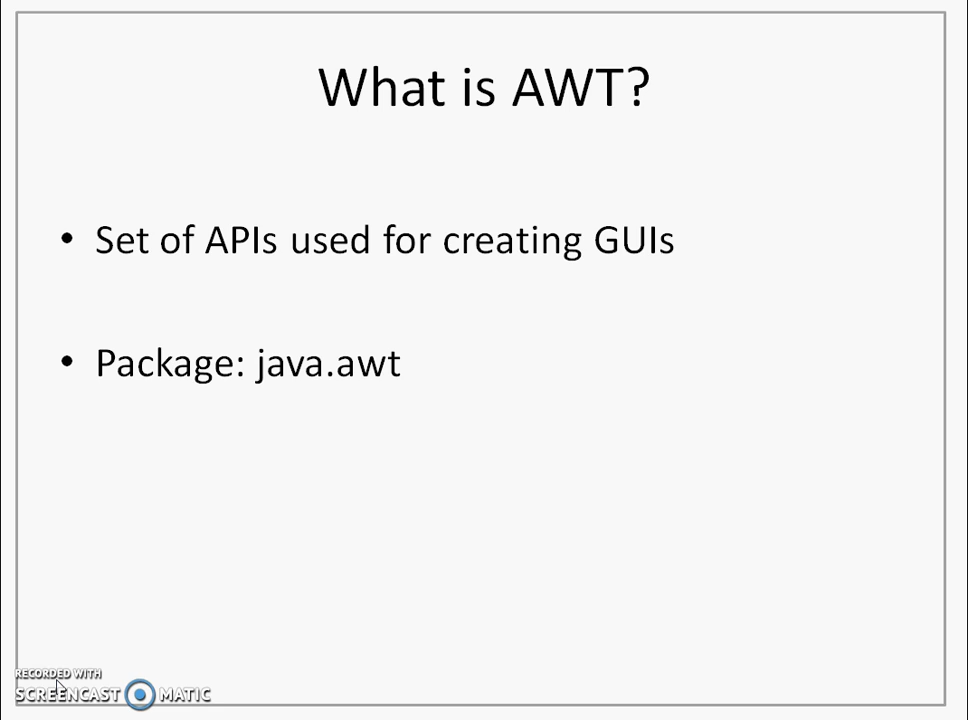 What is AWT?
• Set of APIs used for creating GUIs
• Package: java.awt
RECORDED WITH
SCREENCAST MATIC